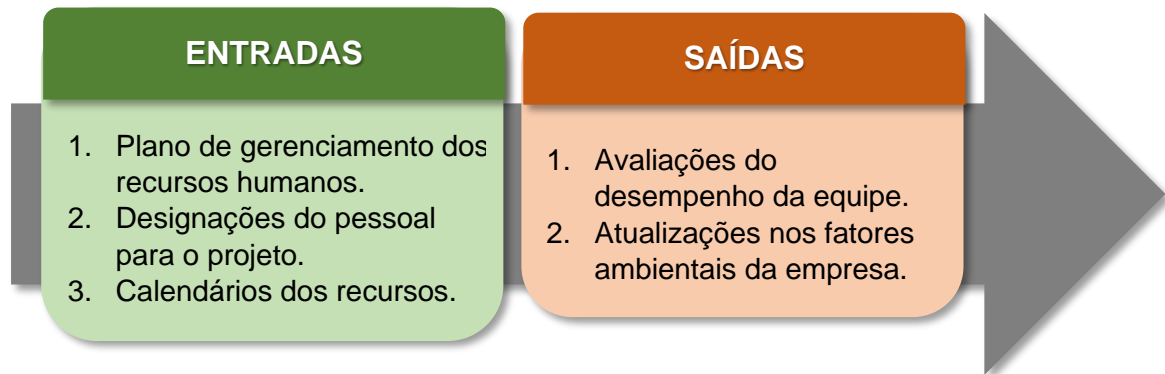 ENTRADAS
1. Plano de gerenciamento dos
recursos humanos.
2. Designações do pessoal
para o projeto.
3. Calendários dos recursos.
SAÍDAS
1. Avaliações do
desempenho da equipe.
2. Atualizações nos fatores
ambientais da empresa.